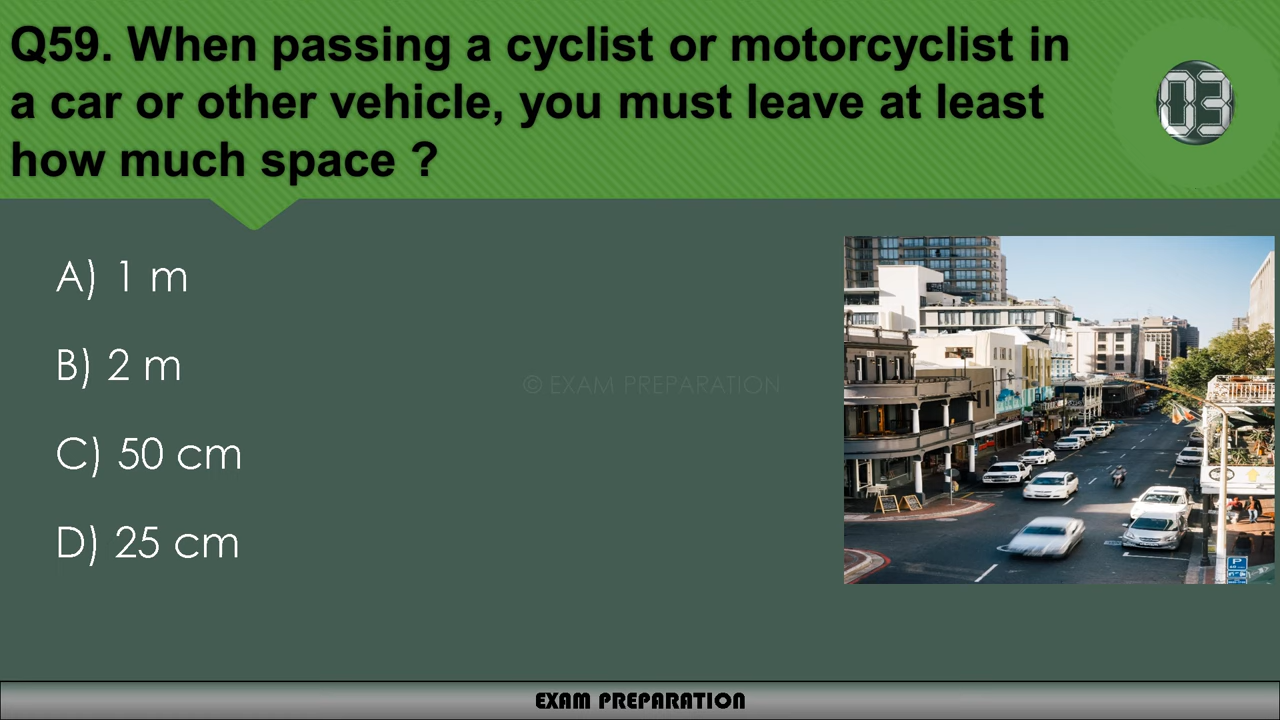 Q59. When passing a cyclist or motorcyclist in
a car or other vehicle, you must leave at least
how much space ?
03
A) 1 m
B) 2 m
© EXAM PREPARATION
C) 50 cm
D) 25 cm
P
EXAM PREPARATION